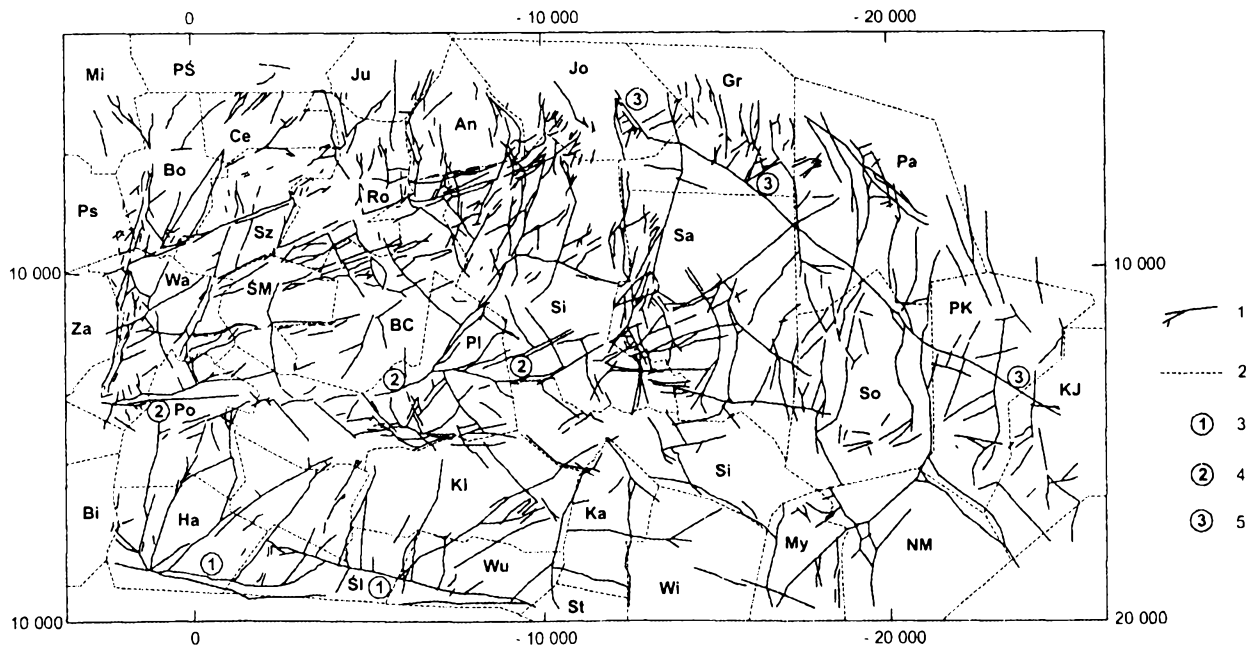 0 - 10 000 - 20 000
Mi PŚ Ju Jo Gr
3
Ce An Pa
Bo 3
Ro
Ps Sz Sa
10 000 10 000
Wa ŚM Si PK
Za BC Pl 1
2 2 3 KJ 2
Po So
2 1 3
Kl Si 2 4
Bi Ha Ka My NM 3 5
1 Śl 1 Wu Wi
St
10 000 20 000
0 - 10 000 - 20 000